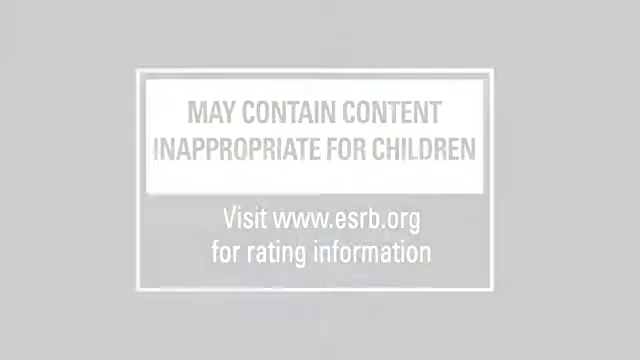 MAY CONTAIN CONTENT
INAPPROPRIATE FOR CHILDREN
Visit www.esrb.org
for rating information